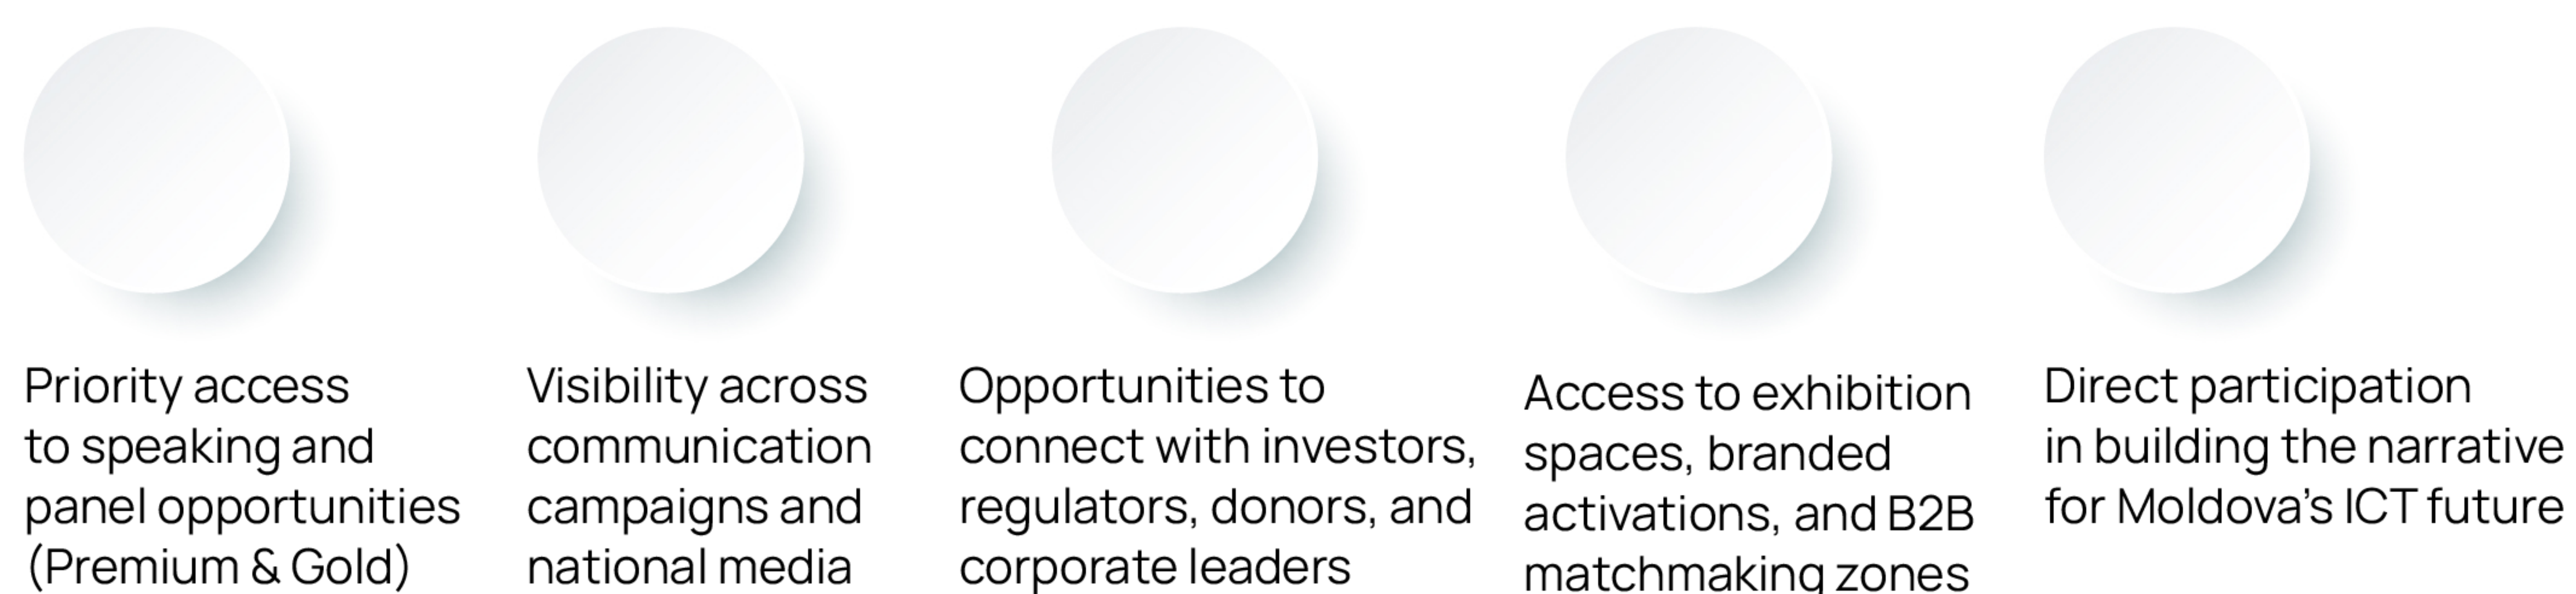 Priority access
to speaking and
panel opportunities
(Premium & Gold)
Visibility across
communication
campaigns and
national media
Opportunities to
connect with investors,
regulators, donors, and
corporate leaders
Access to exhibition
spaces, branded
activations, and B2B
matchmaking zones
Direct participation
in building the narrative
for Moldova’s ICT future